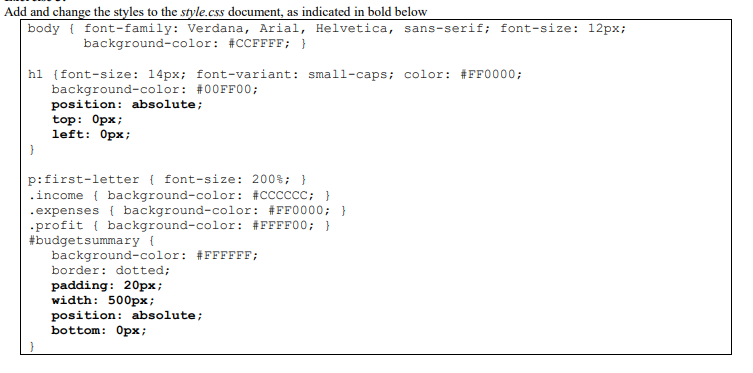 Add and change the styles to the style.css document, as indicated in bold below
body { font-family: Verdana, Arial, Helvetica, sans-serif; font-size: 12px;
background-color: #CCFFFF; }
h1 {font-size: 14px; font-variant: small-caps; color: #FF0000;
background-color: #00FF00;
position: absolute;
top: 0px;
left: 0px;
}
p:first-letter { font-size: 200%; }
.income { background-color: #CCCCCC; }
.expenses { background-color: #FF0000; }
.profit { background-color: #FFFF00; }
#budgetsummary {
background-color: #FFFFFF;
border: dotted;
padding: 20px;
width: 500px;
position: absolute;
bottom: 0px;
}